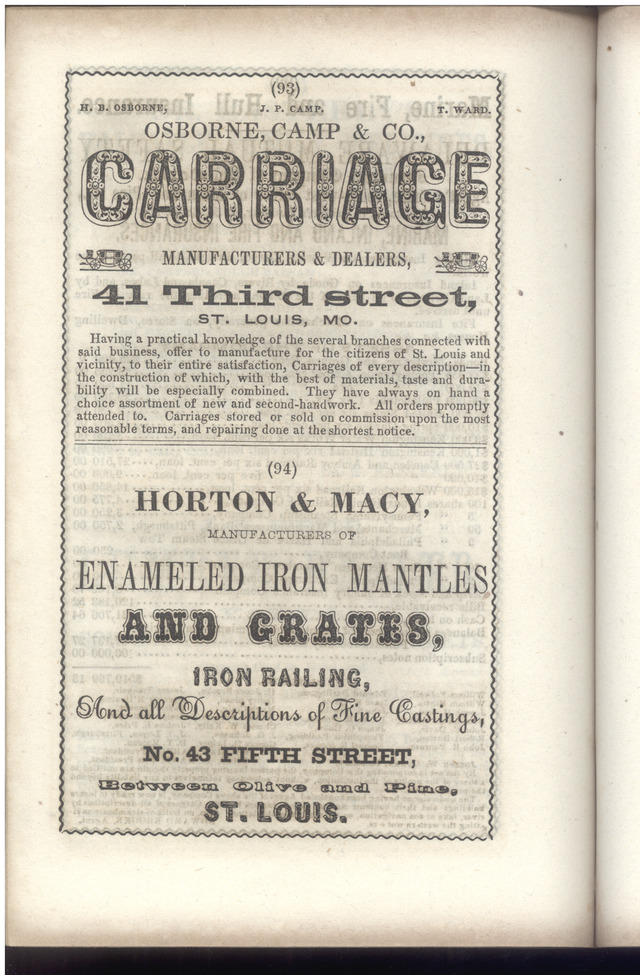 (93)
H. B. OSBORNE, J. P. CAMP, T. WARD.
OSBORNE, CAMP & CO.,
CARRIAGE
MANUFACTURERS & DEALERS,
41 Third street,
ST. LOUIS, MO.
Having a practical knowledge of the several branches connected with
said business, offer to manufacture for the citizens of St. Louis and
vicinity, to their entire satisfaction, Carriages of every description—in
the construction of which, with the best of materials, taste and dura-
bility will be especially combined. They have always on hand a
choice assortment of new and second-handwork. All orders promptly
attended to. Carriages stored or sold on commission upon the most
reasonable terms, and repairing done at the shortest notice.
(94)
HORTON & MACY,
MANUFACTURERS OF
ENAMELED IRON MANTLES
AND GRATES,
IRON RAILING,
And all Descriptions of Fine Castings,
No. 43 FIFTH STREET,
Between Olive and Pine,
ST. LOUIS.